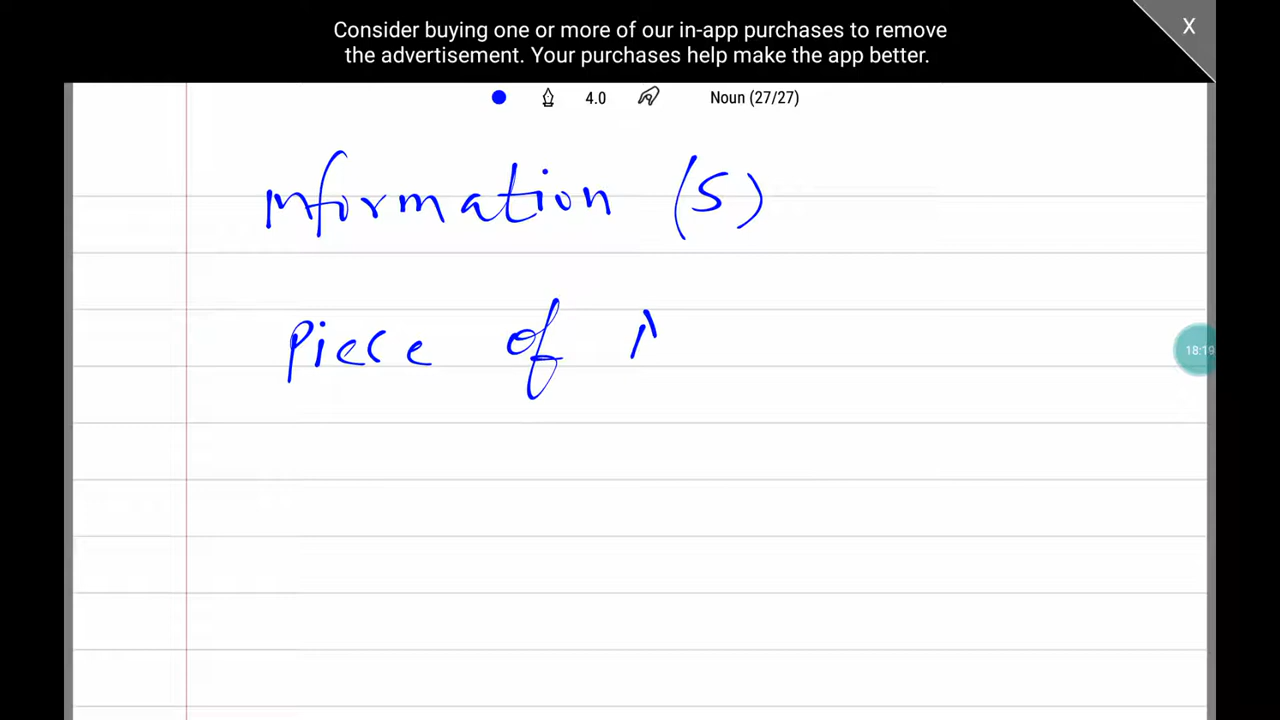 Consider buying one or more of our in-app purchases to remove
the advertisement. Your purchases help make the app better.
X
4.0 Noun (27/27)
Information (S)
18:19
Piece of